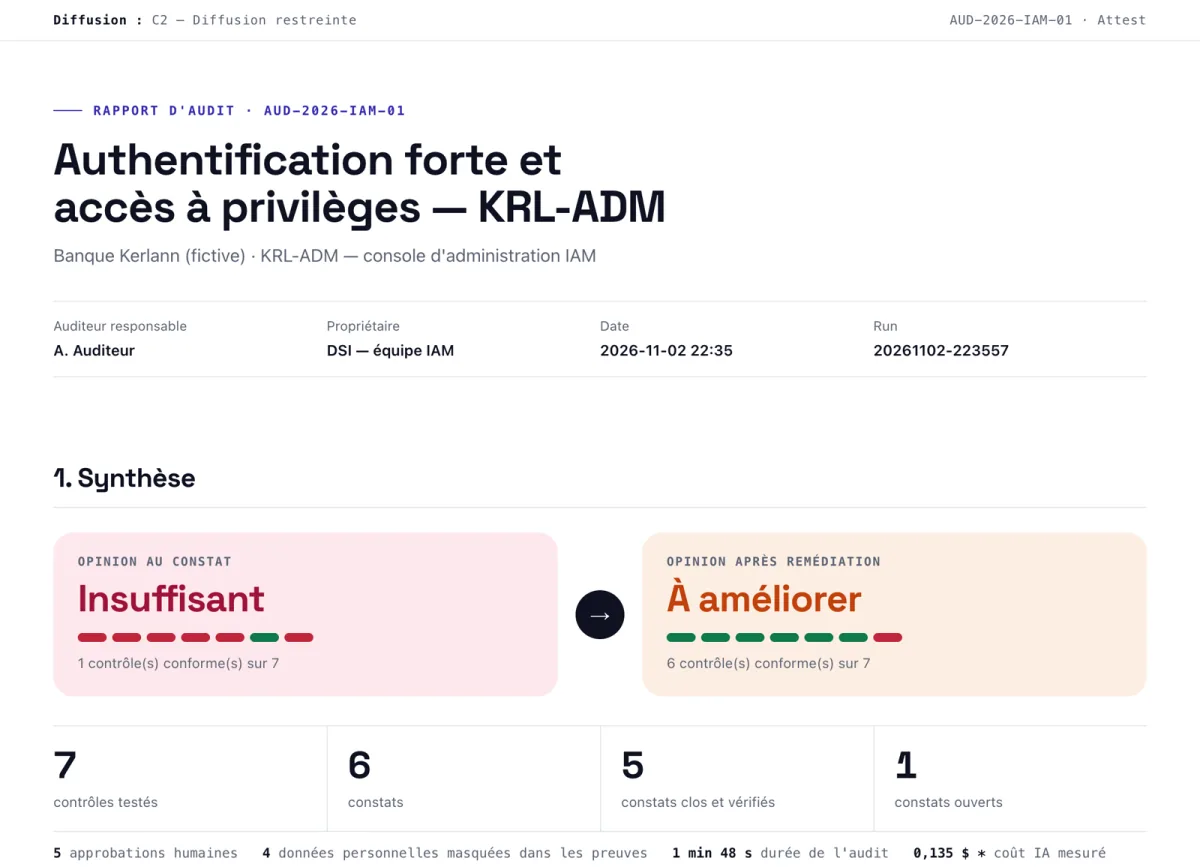 Diffusion : C2 — Diffusion restreinte
AUD-2026-IAM-01 · Attest
RAPPORT D'AUDIT · AUD-2026-IAM-01
Authentification forte et
accès à privilèges — KRL-ADM
Banque Kerlann (fictive) · KRL-ADM — console d'administration IAM
Auditeur responsable
A. Auditeur
Propriétaire
DSI — équipe IAM
Date
2026-11-02 22:35
Run
20261102-223557
1. Synthèse
OPINION AU CONSTAT
Insuffisant
1 contrôle(s) conforme(s) sur 7
→
OPINION APRÈS REMÉDIATION
À améliorer
6 contrôle(s) conforme(s) sur 7
7
contrôles testés
6
constats
5
constats clos et vérifiés
1
constats ouverts
5 approbations humaines 4 données personnelles masquées dans les preuves 1 min 48 s durée de l'audit 0,135 $ * coût IA mesuré